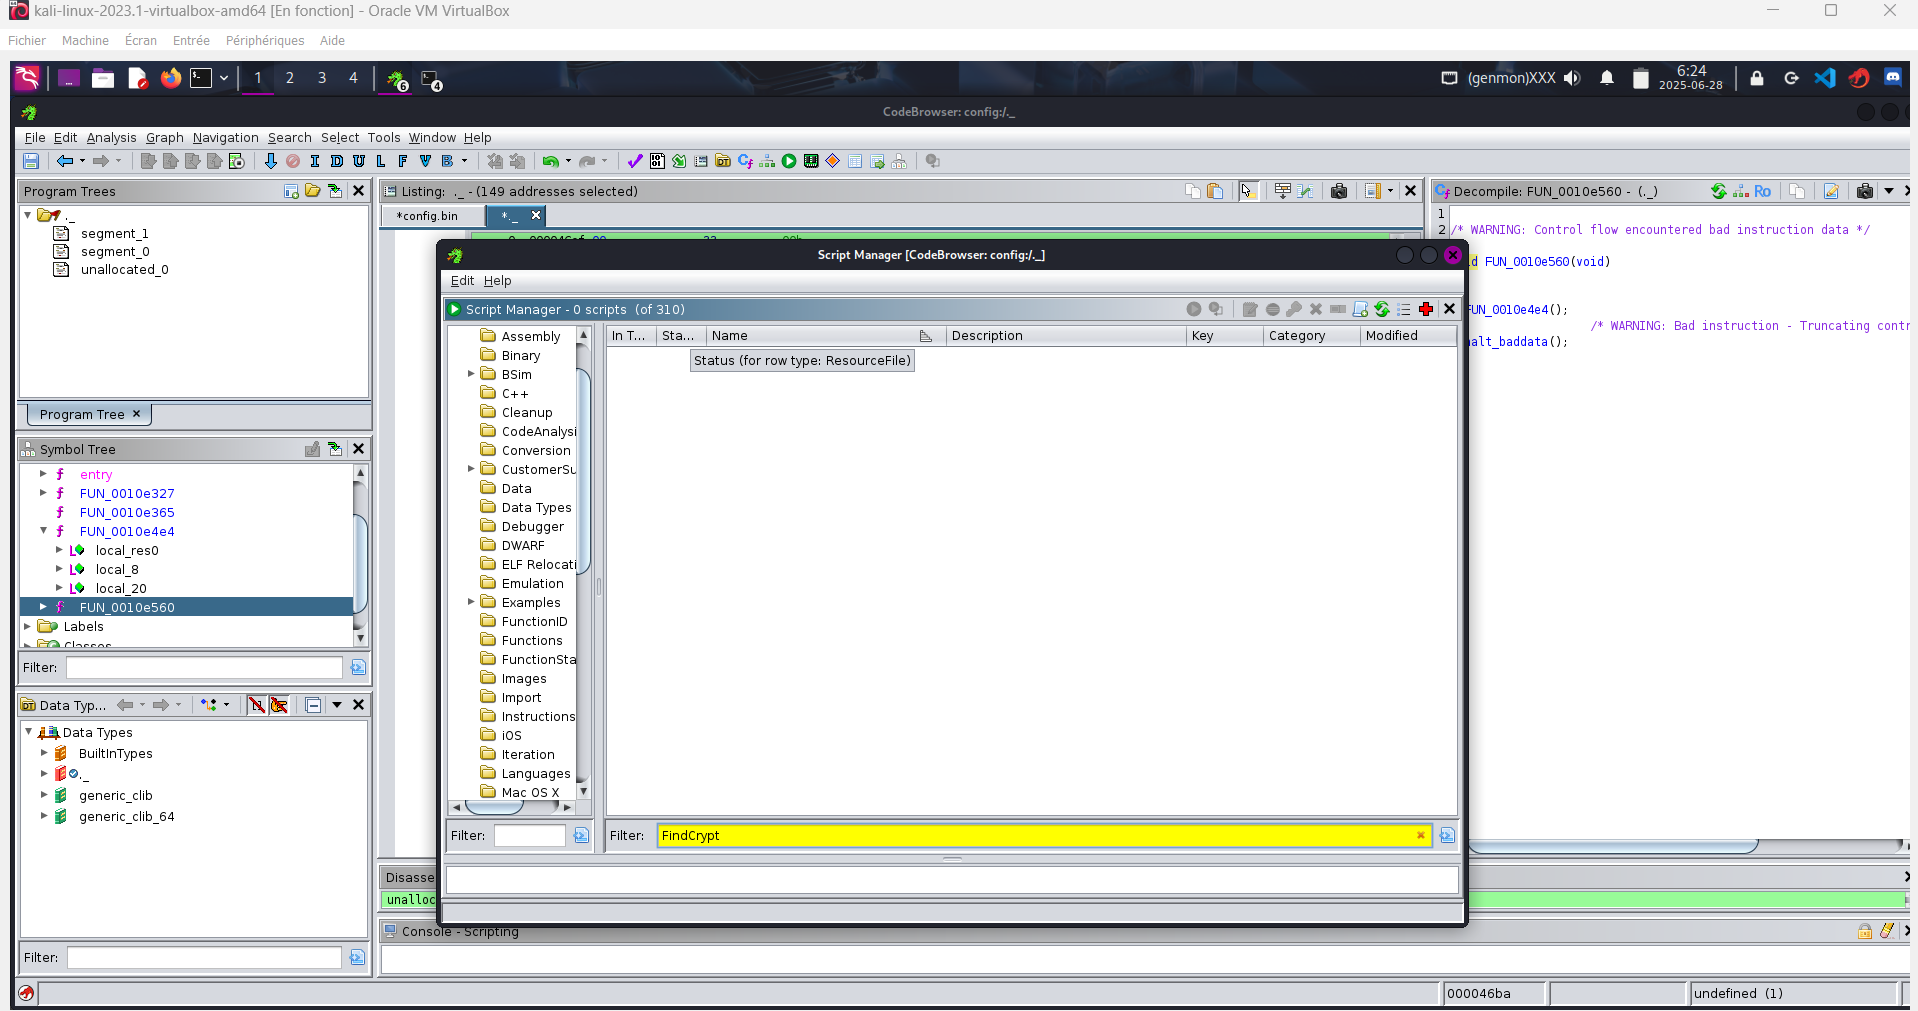 kali-linux-2023.1-virtualbox-amd64 [En fonction] - Oracle VM VirtualBox
Fichier Machine Écran Entrée Périphériques Aide
1 2 3 4 6 4 (genmon)XXX 6:24
2025-06-28
CodeBrowser: config:/._
File Edit Analysis Graph Navigation Search Select Tools Window Help
I D U L F V B
Program Trees
._
segment_1
segment_0
unallocated_0
Program Tree
Listing: ._ - (149 addresses selected)
*config.bin
*._
Decompile: FUN_0010e560 - (._)
Ro
1
2 /* WARNING: Control flow encountered bad instruction data */
d FUN_0010e560(void)
FUN_0010e4e4();
/* WARNING: Bad instruction - Truncating contr
alt_baddata();
Symbol Tree
entry
FUN_0010e327
FUN_0010e365
FUN_0010e4e4
local_res0
local_8
local_20
FUN_0010e560
Labels
Classes
Filter:
Data Typ...
Data Types
BuiltInTypes
._
generic_clib
generic_clib_64
Filter:
Script Manager [CodeBrowser: config:/._]
Edit Help
Script Manager - 0 scripts (of 310)
Assembly
Binary
BSim
C++
Cleanup
CodeAnalysi
Conversion
CustomerSu
Data
Data Types
Debugger
DWARF
ELF Relocati
Emulation
Examples
FunctionID
Functions
FunctionSta
Images
Import
Instructions
iOS
Iteration
Languages
Mac OS X
Filter:
In T... Sta... Name Description Key Category Modified
Status (for row type: ResourceFile)
Filter: FindCrypt
Disasse
unalloc
Console - Scripting
000046ba
undefined (1)